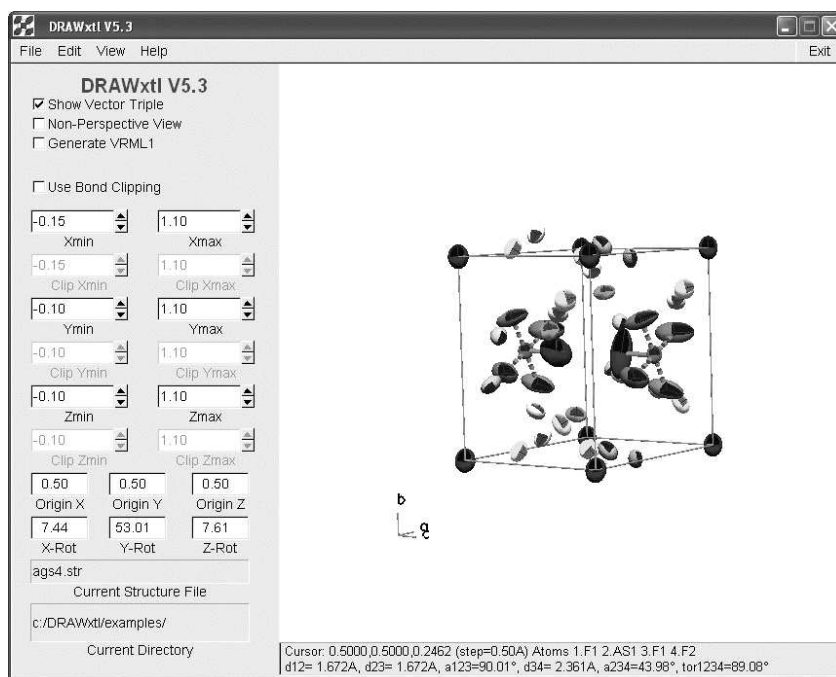 DRAWxtl V5.3
File Edit View Help Exit
DRAWxtl V5.3
Show Vector Triple
Non-Perspective View
Generate VRML1
Use Bond Clipping
-0.15 1.10
Xmin Xmax
-0.15 1.10
Clip Xmin Clip Xmax
-0.10 1.10
Ymin Ymax
-0.10 1.10
Clip Ymin Clip Ymax
-0.10 1.10
Zmin Zmax
-0.10 1.10
Clip Zmin Clip Zmax
0.50 0.50 0.50
Origin X Origin Y Origin Z
7.44 53.01 7.61
X-Rot Y-Rot Z-Rot
ags4.str
Current Structure File
c:/DRAWxtl/examples/
Current Directory
b
Cursor: 0.5000,0.5000,0.2462 (step=0.50A) Atoms 1.F1 2.AS1 3.F1 4.F2
d12= 1.672A, d23= 1.672A, a123=90.01°, d34= 2.361A, a234=43.98°, tor1234=89.08°